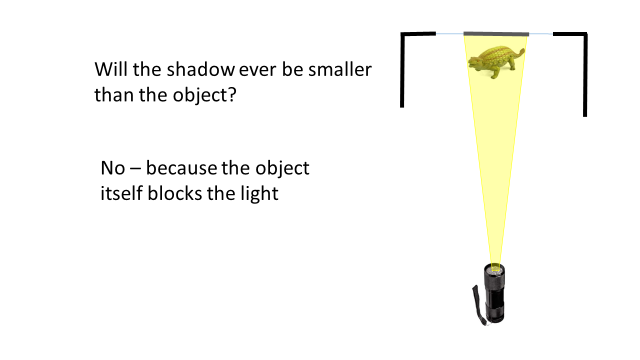 Will the shadow ever be smaller
than the object?
No – because the object
itself blocks the light